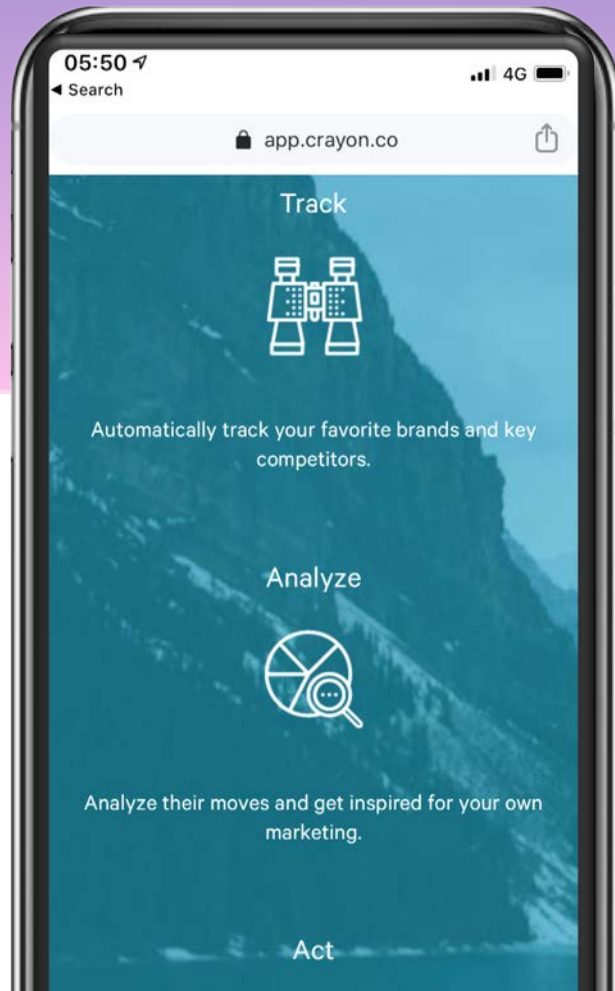 05:50
4G
Search
app.crayon.co
Track
Automatically track your favorite brands and key
competitors.
Analyze
Analyze their moves and get inspired for your own
marketing.
Act